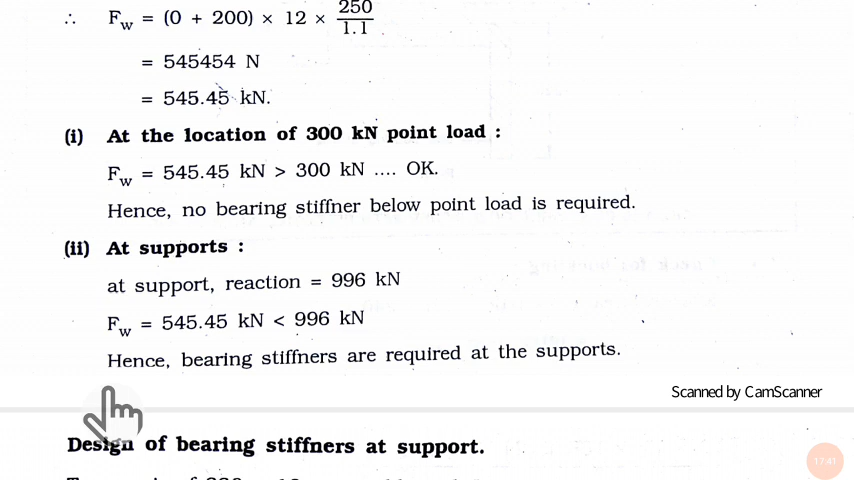 ∴ F_w = (0 + 200) × 12 × 250/1.1
= 545454 N
= 545.45 kN.
(i) At the location of 300 kN point load :
F_w = 545.45 kN > 300 kN .... OK.
Hence, no bearing stiffner below point load is required.
(ii) At supports :
at support, reaction = 996 kN
F_w = 545.45 kN < 996 kN
Hence, bearing stiffners are required at the supports.
Scanned by CamScanner
Design of bearing stiffners at support.
17:41